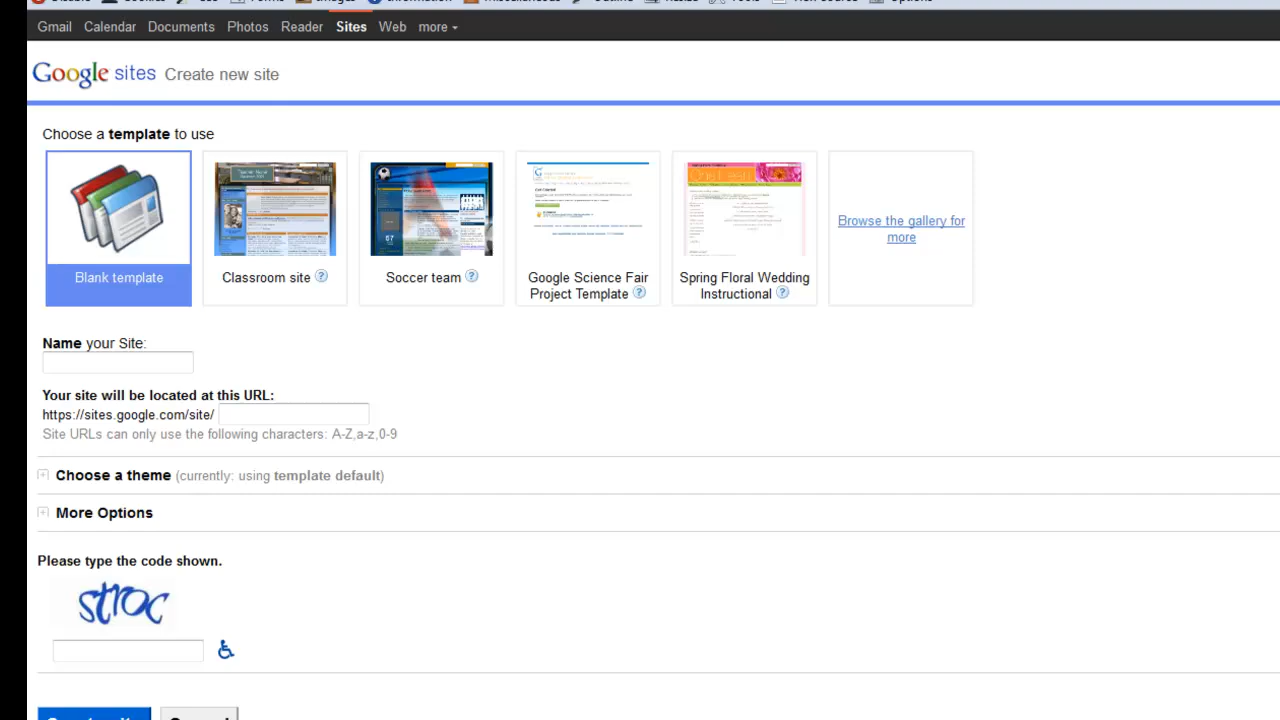 Gmail Calendar Documents Photos Reader Sites Web more
Google sites Create new site
Choose a template to use
Blank template
Classroom site
Soccer team
Google Science Fair
Project Template
Spring Floral Wedding
Instructional
Browse the gallery for
more
Name your Site:
Your site will be located at this URL:
https://sites.google.com/site/
Site URLs can only use the following characters: A-Z,a-z,0-9
Choose a theme (currently: using template default)
More Options
Please type the code shown.